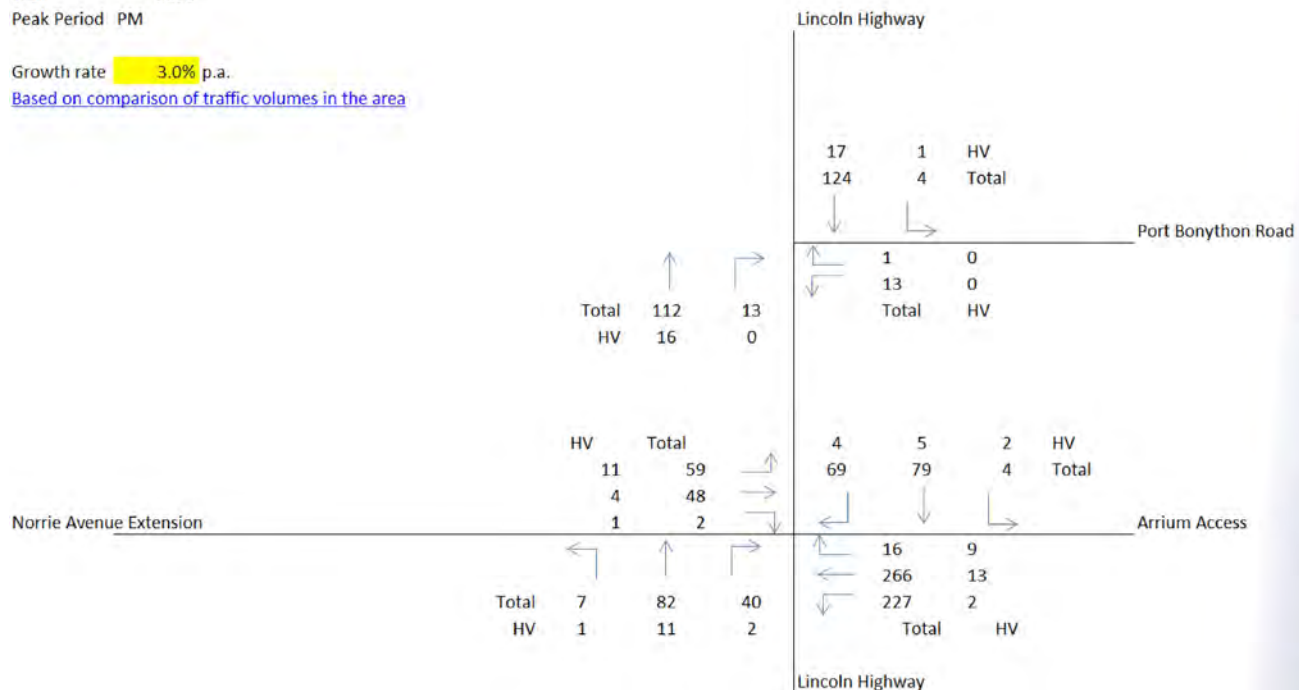 Peak Period PM
Lincoln Highway
Growth rate 3.0% p.a.
Based on comparison of traffic volumes in the area
17 1 HV
124 4 Total
Port Bonython Road
1 0
13 0
Total 112 13 Total HV
HV 16 0
HV Total 4 5 2 HV
11 59 69 79 4 Total
4 48
1 2
Norrie Avenue Extension Arrium Access
16 9
266 13
Total 7 82 40 227 2
HV 1 11 2 Total HV
Lincoln Highway